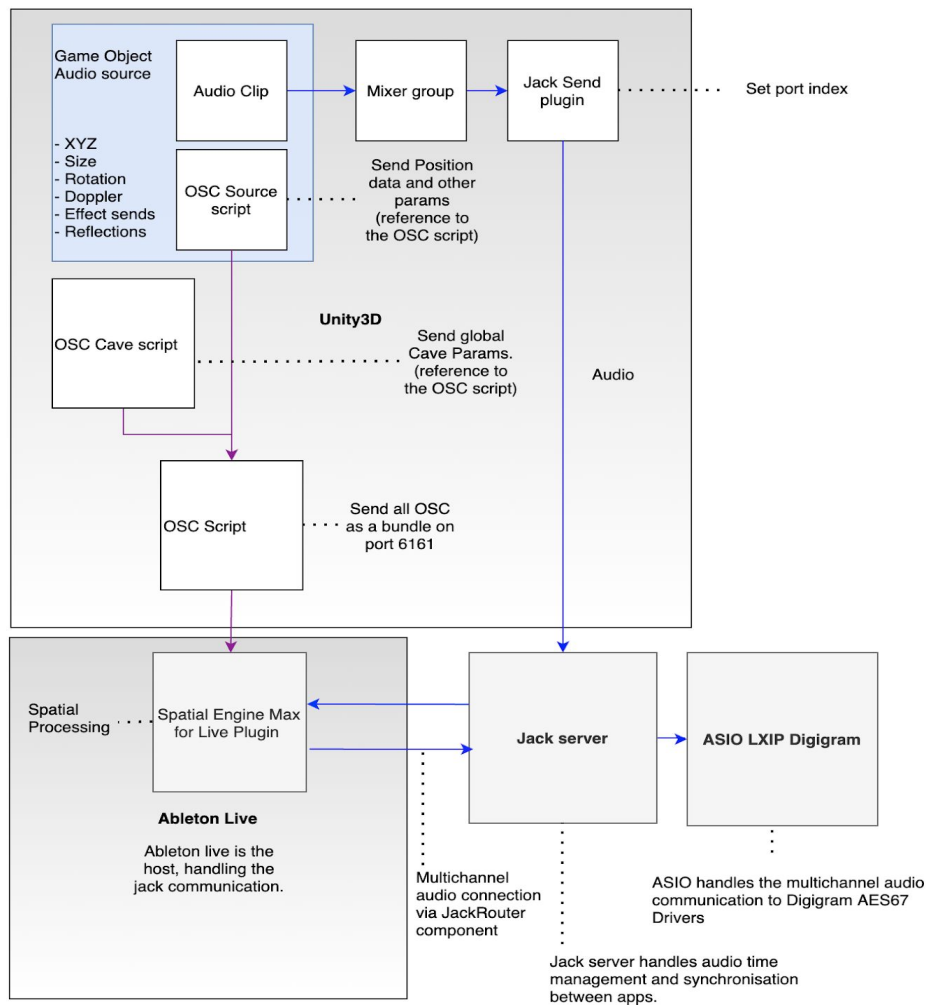 Game Object
Audio source
- XYZ
- Size
- Rotation
- Doppler
- Effect sends
- Reflections
Audio Clip
Mixer group
Jack Send
plugin
Set port index
OSC Source
script
Send Position
data and other
params
(reference to
the OSC script)
Unity3D
OSC Cave script
Send global
Cave Params.
(reference to
the OSC script)
Audio
OSC Script
Send all OSC
as a bundle on
port 6161
Spatial
Processing
Spatial Engine Max
for Live Plugin
Jack server
ASIO LXIP Digigram
Ableton Live
Ableton live is the
host, handling the
jack communication.
Multichannel
audio connection
via JackRouter
component
ASIO handles the multichannel audio
communication to Digigram AES67
Drivers
Jack server handles audio time
management and synchronisation
between apps.